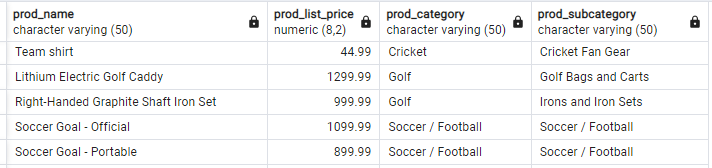 prod_name prod_list_price prod_category prod_subcategory
character varying (50) numeric (8,2) character varying (50) character varying (50)
Team shirt 44.99 Cricket Cricket Fan Gear
Lithium Electric Golf Caddy 1299.99 Golf Golf Bags and Carts
Right-Handed Graphite Shaft Iron Set 999.99 Golf Irons and Iron Sets
Soccer Goal - Official 1099.99 Soccer / Football Soccer / Football
Soccer Goal - Portable 899.99 Soccer / Football Soccer / Football